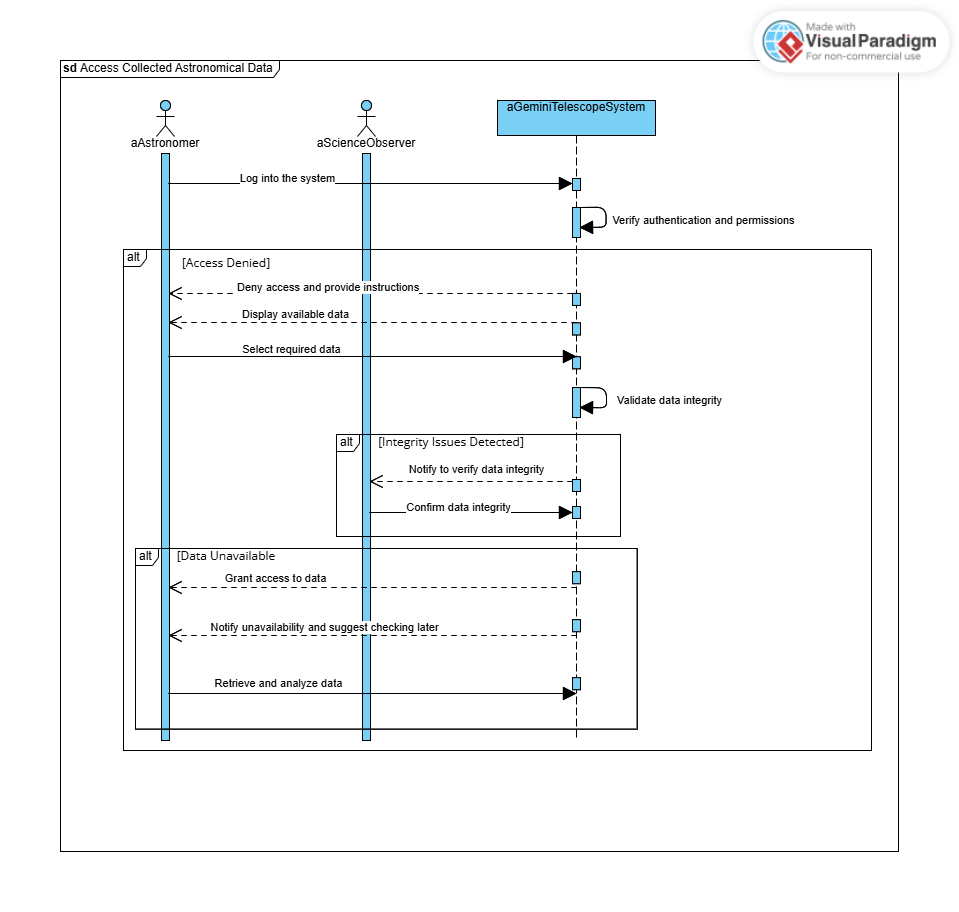 Made with
VisualParadigm
For non-commercial use
sd Access Collected Astronomical Data
aGeminiTelescopeSystem
aAstronomer
aScienceObserver
Log into the system
Verify authentication and permissions
alt
[Access Denied]
Deny access and provide instructions
Display available data
Select required data
Validate data integrity
alt
[Integrity Issues Detected]
Notify to verify data integrity
Confirm data integrity
alt
[Data Unavailable
Grant access to data
Notify unavailability and suggest checking later
Retrieve and analyze data